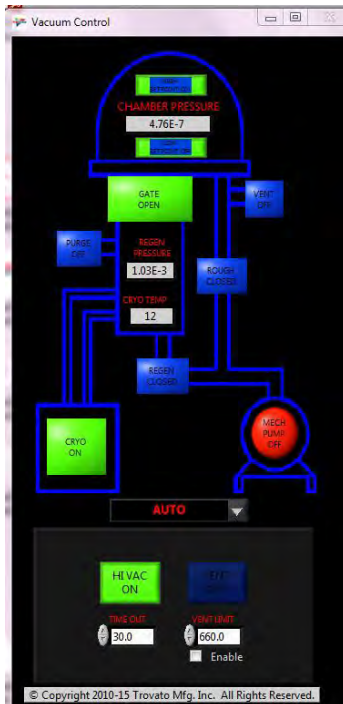 Vacuum Control
CHAMBER PRESSURE
4.76E-7
GATE
OPEN
VENT
OFF
PURGE
OFF
REGEN
PRESSURE
1.03E-3
ROUGH
CLOSED
CRYO TEMP
12
REGEN
CLOSED
CRYO
ON
MECH
PUMP
OFF
AUTO
HI VAC
ON
VENT
TIME OUT
30.0
VENT LIMIT
660.0
Enable
© Copyright 2010-15 Trovato Mfg. Inc. All Rights Reserved.